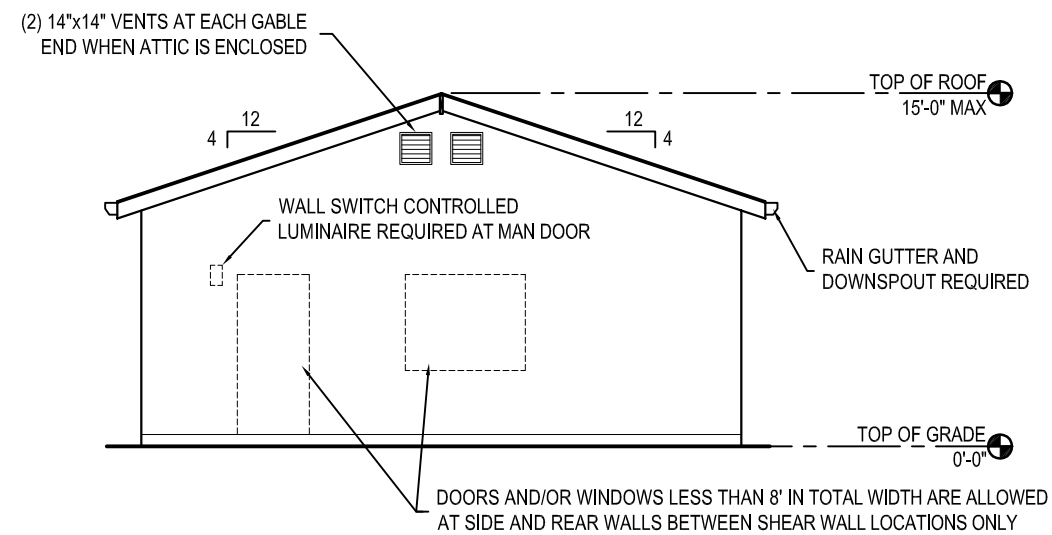 (2) 14"x14" VENTS AT EACH GABLE
END WHEN ATTIC IS ENCLOSED
TOP OF ROOF
15'-0" MAX
12
4
12
4
WALL SWITCH CONTROLLED
LUMINAIRE REQUIRED AT MAN DOOR
RAIN GUTTER AND
DOWNSPOUT REQUIRED
TOP OF GRADE
0'-0"
DOORS AND/OR WINDOWS LESS THAN 8' IN TOTAL WIDTH ARE ALLOWED
AT SIDE AND REAR WALLS BETWEEN SHEAR WALL LOCATIONS ONLY